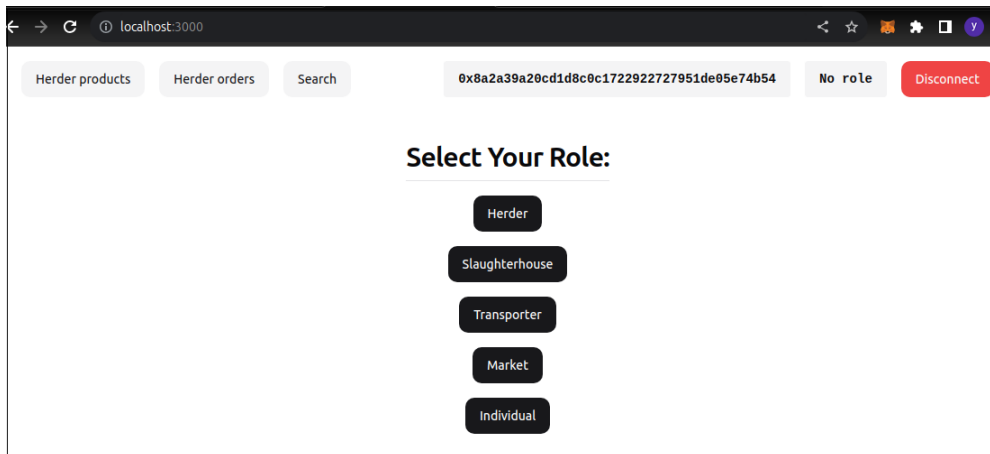 localhost:3000
y
Herder products Herder orders Search 0x8a2a39a20cd1d8c0c1722922727951de05e74b54 No role Disconnect
Select Your Role:
Herder
Slaughterhouse
Transporter
Market
Individual